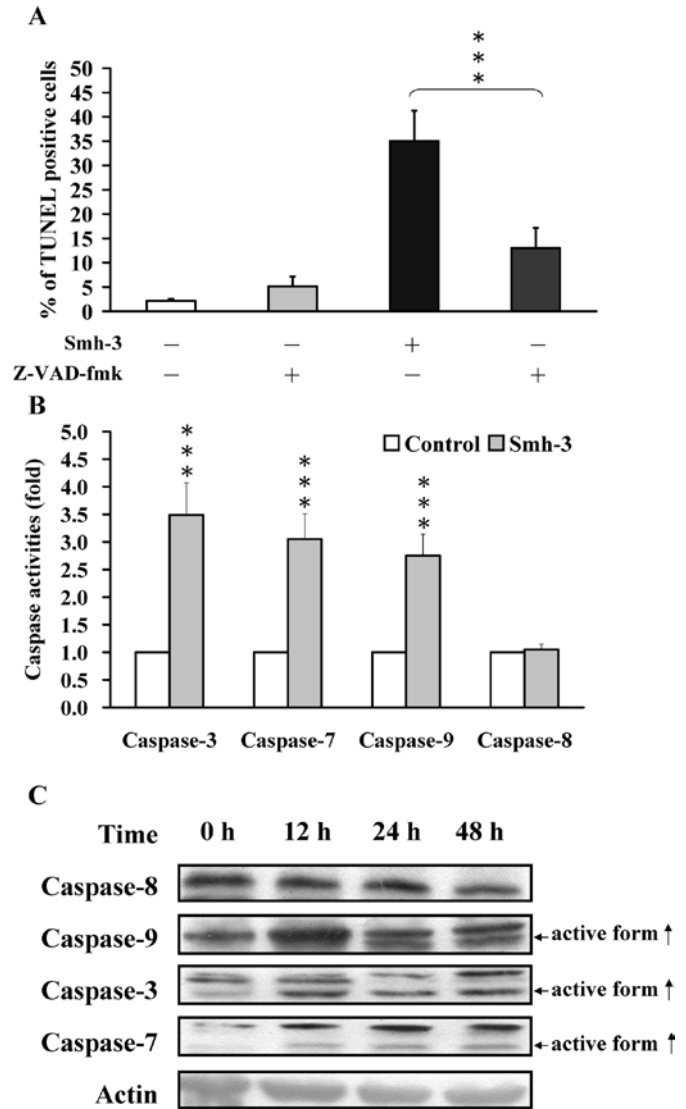 A
***
% of TUNEL positive cells
50
45
40
35
30
25
20
15
10
5
0
Smh-3 − − + −
Z-VAD-fmk − + − +
B
Caspase activities (fold)
5.0
4.5
4.0
3.5
3.0
2.5
2.0
1.5
1.0
0.5
0.0
Control Smh-3
*** *** ***
Caspase-3 Caspase-7 Caspase-9 Caspase-8
C
Time 0 h 12 h 24 h 48 h
Caspase-8
Caspase-9 ←active form ↑
Caspase-3 ←active form ↑
Caspase-7 ←active form ↑
Actin